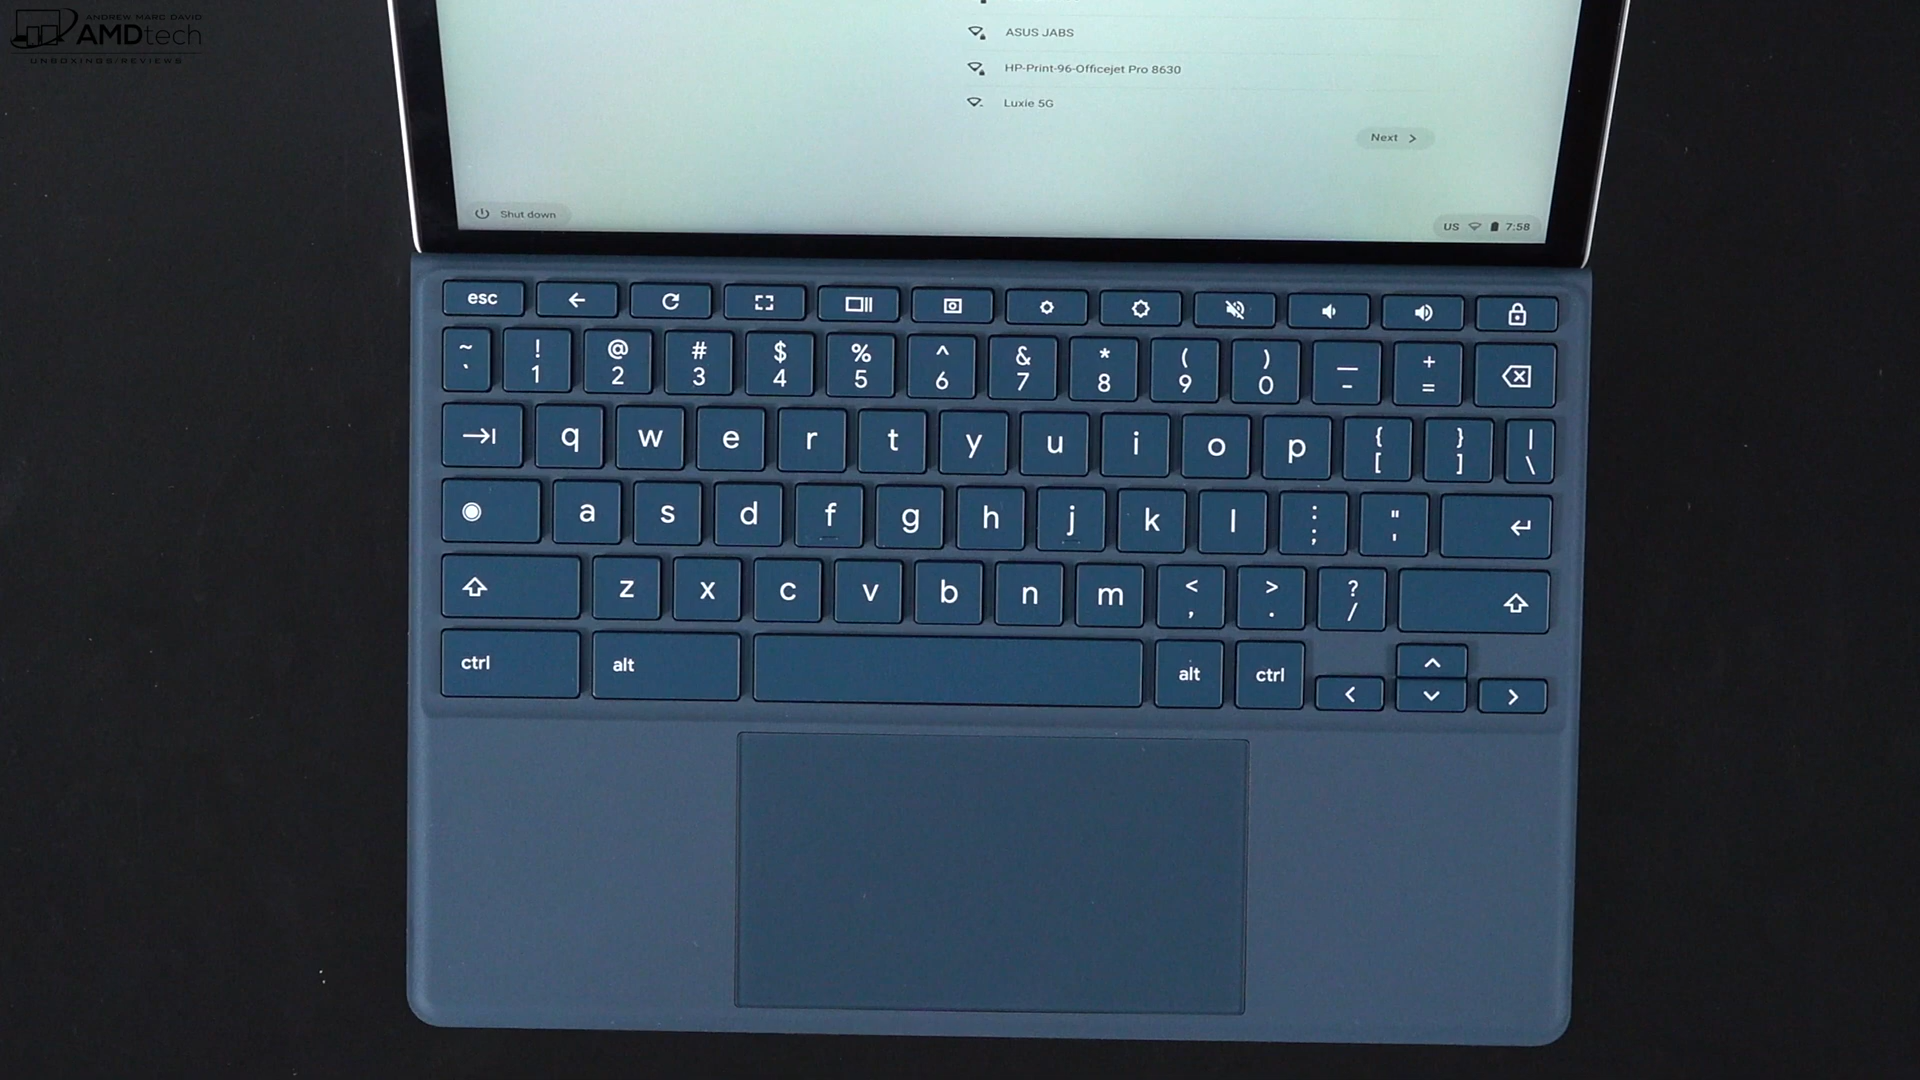 ANDREW MARC DAVID
AMDtech
UNBOXINGS/REVIEWS
ASUS JABS
HP-Print-96-Officejet Pro 8630
Luxie 5G
Next >
Shut down
US 7:58
esc
~ ! @ # $ % ^ & * ( ) — +
` 1 2 3 4 5 6 7 8 9 0 - =
q w e r t y u i o p { [ } ] | \
a s d f g h j k l : ; " '
z x c v b n m < , > . ? /
ctrl alt alt ctrl